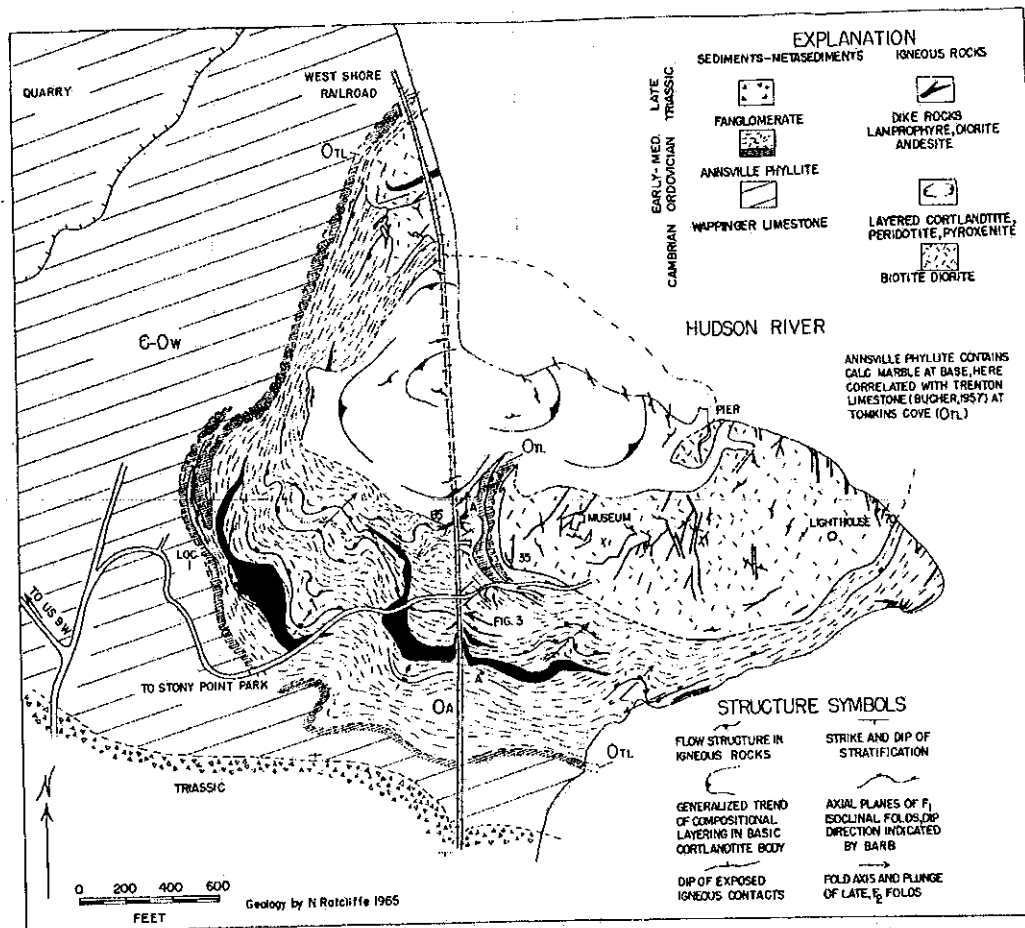 EXPLANATION
SEDIMENTS-METASEDIMENTS
IGNEOUS ROCKS
LATE
TRIASSIC
EARLY-MED.
ORDOVICIAN
CAMBRIAN
FANGLOMERATE
ANNSVILLE PHYLLITE
WAPPINGER LIMESTONE
DIKE ROCKS
LAMPROPHYRE, DIORITE
ANDESITE
LAYERED CORTLANDTITE,
PERIDOTITE, PYROXENITE
BIOTITE DIORITE
QUARRY
WEST SHORE
RAILROAD
OTL
HUDSON RIVER
ANNSVILLE PHYLLITE CONTAINS
CALC MARBLE AT BASE, HERE
CORRELATED WITH TRENTON
LIMESTONE (BUCHER, 1957) AT
TOMKINS COVE (OTL)
Є-OW
PIER
OTL
A
MUSEUM
LIGHTHOUSE
LOC
35
FIG. 3
TO US 9W
TO STONY POINT PARK
A'
OA
OTL
TRIASSIC
N
STRUCTURE SYMBOLS
FLOW STRUCTURE IN
IGNEOUS ROCKS
STRIKE AND DIP OF
STRATIFICATION
GENERALIZED TREND
OF COMPOSITIONAL
LAYERING IN BASIC
CORTLANDTITE BODY
AXIAL PLANES OF F1
ISOCLINAL FOLDS, DIP
DIRECTION INDICATED
BY BARB
DIP OF EXPOSED
IGNEOUS CONTACTS
FOLD AXIS AND PLUNGE
OF LATE, F2 FOLDS
0 200 400 600
FEET
Geology by N Ratcliffe 1965